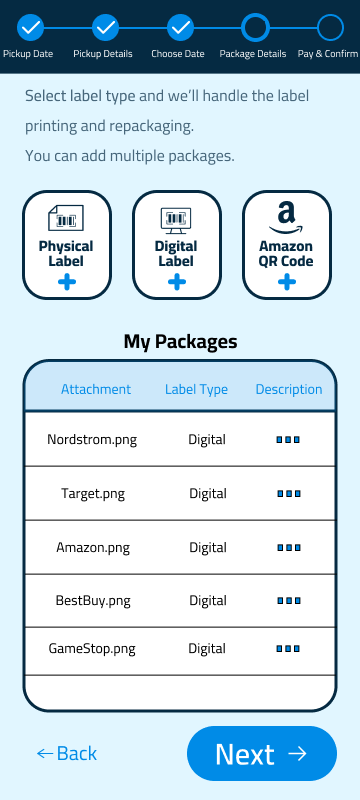 Pickup Date Pickup Details Choose Date Package Details Pay & Confirm
Select label type and we'll handle the label
printing and repackaging.
You can add multiple packages.
Physical
Label
Digital
Label
a
Amazon
QR Code
My Packages
Attachment Label Type Description
Nordstrom.png Digital
Target.png Digital
Amazon.png Digital
BestBuy.png Digital
GameStop.png Digital
Back
Next